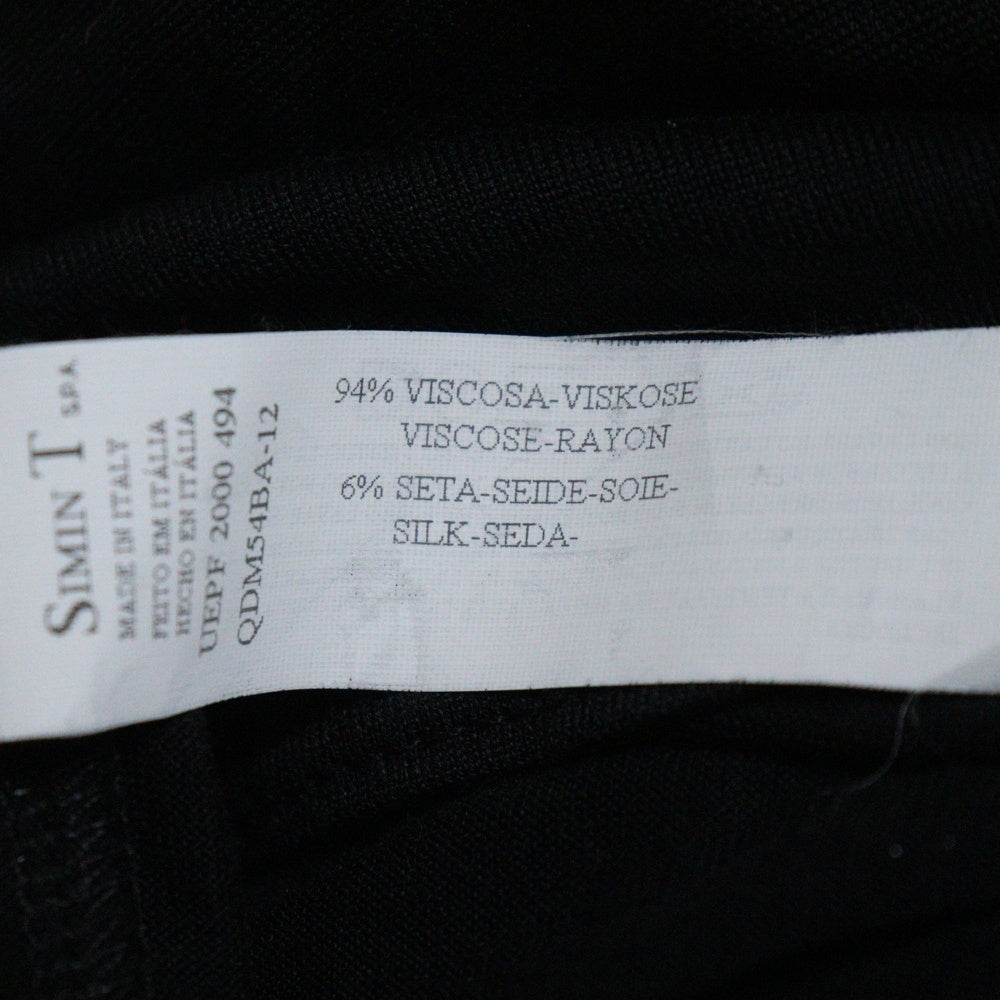 SIMIN T S.P.A.
MADE IN ITALY
FEITO EM ITÁLIA
HECHO EN ITÁLIA
UEPF 2000 494
QDM54BA-12
94% VISCOSA-VISKOSE
VISCOSE-RAYON
6% SETA-SEIDE-SOIE-
SILK-SEDA-